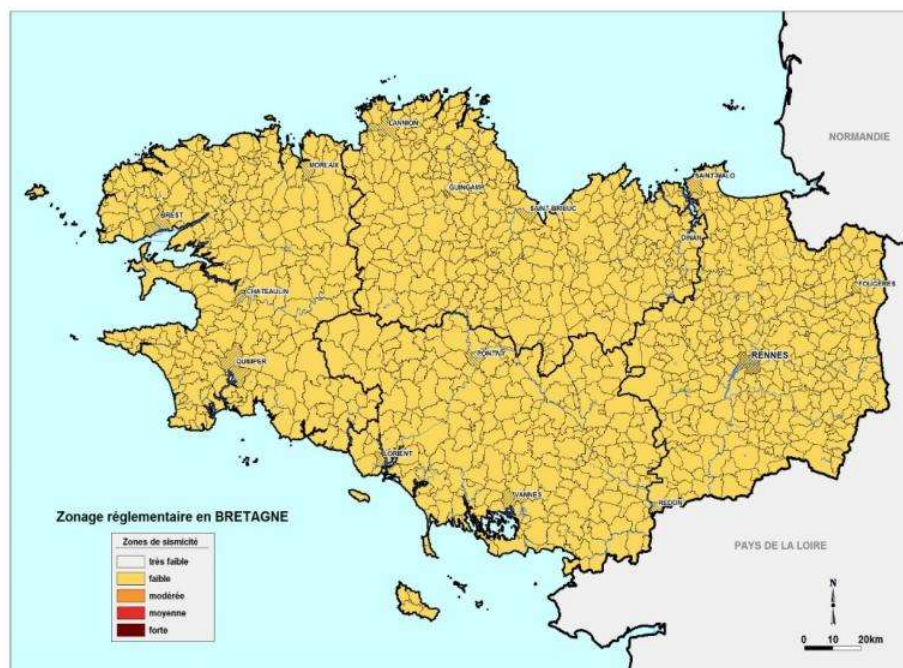 NORMANDIE
LANNION
MORLAIX
GUINGAMP
SAINT-MALO
SAINT BRIEUC
BREST
DINAN
FOUGERES
CHATEAULIN
PONTIVY
RENNES
QUIMPER
LORIENT
VANNES
REDON
PAYS DE LA LOIRE
Zonage réglementaire en BRETAGNE
Zones de sismicité
très faible
faible
modérée
moyenne
forte
N
0 10 20km